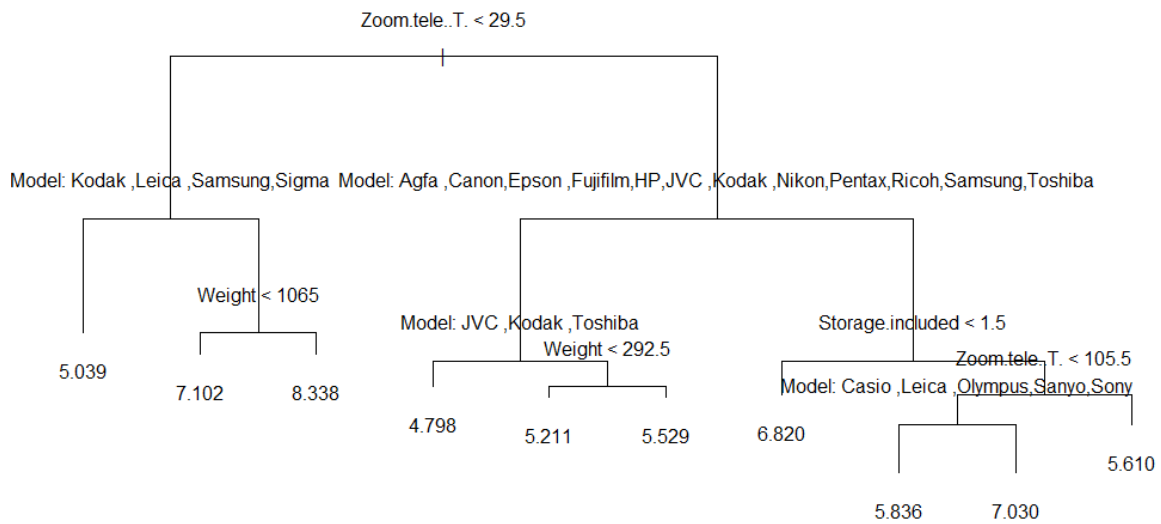 Zoom.tele..T. < 29.5
Model: Kodak ,Leica ,Samsung,Sigma
Model: Agfa ,Canon,Epson ,Fujifilm,HP,JVC ,Kodak ,Nikon,Pentax,Ricoh,Samsung,Toshiba
Weight < 1065
Model: JVC ,Kodak ,Toshiba
Storage.included < 1.5
Weight < 292.5
Zoom.tele..T. < 105.5
5.039
Model: Casio ,Leica ,Olympus,Sanyo,Sony
7.102
8.338
4.798
5.211
5.529
6.820
5.610
5.836
7.030